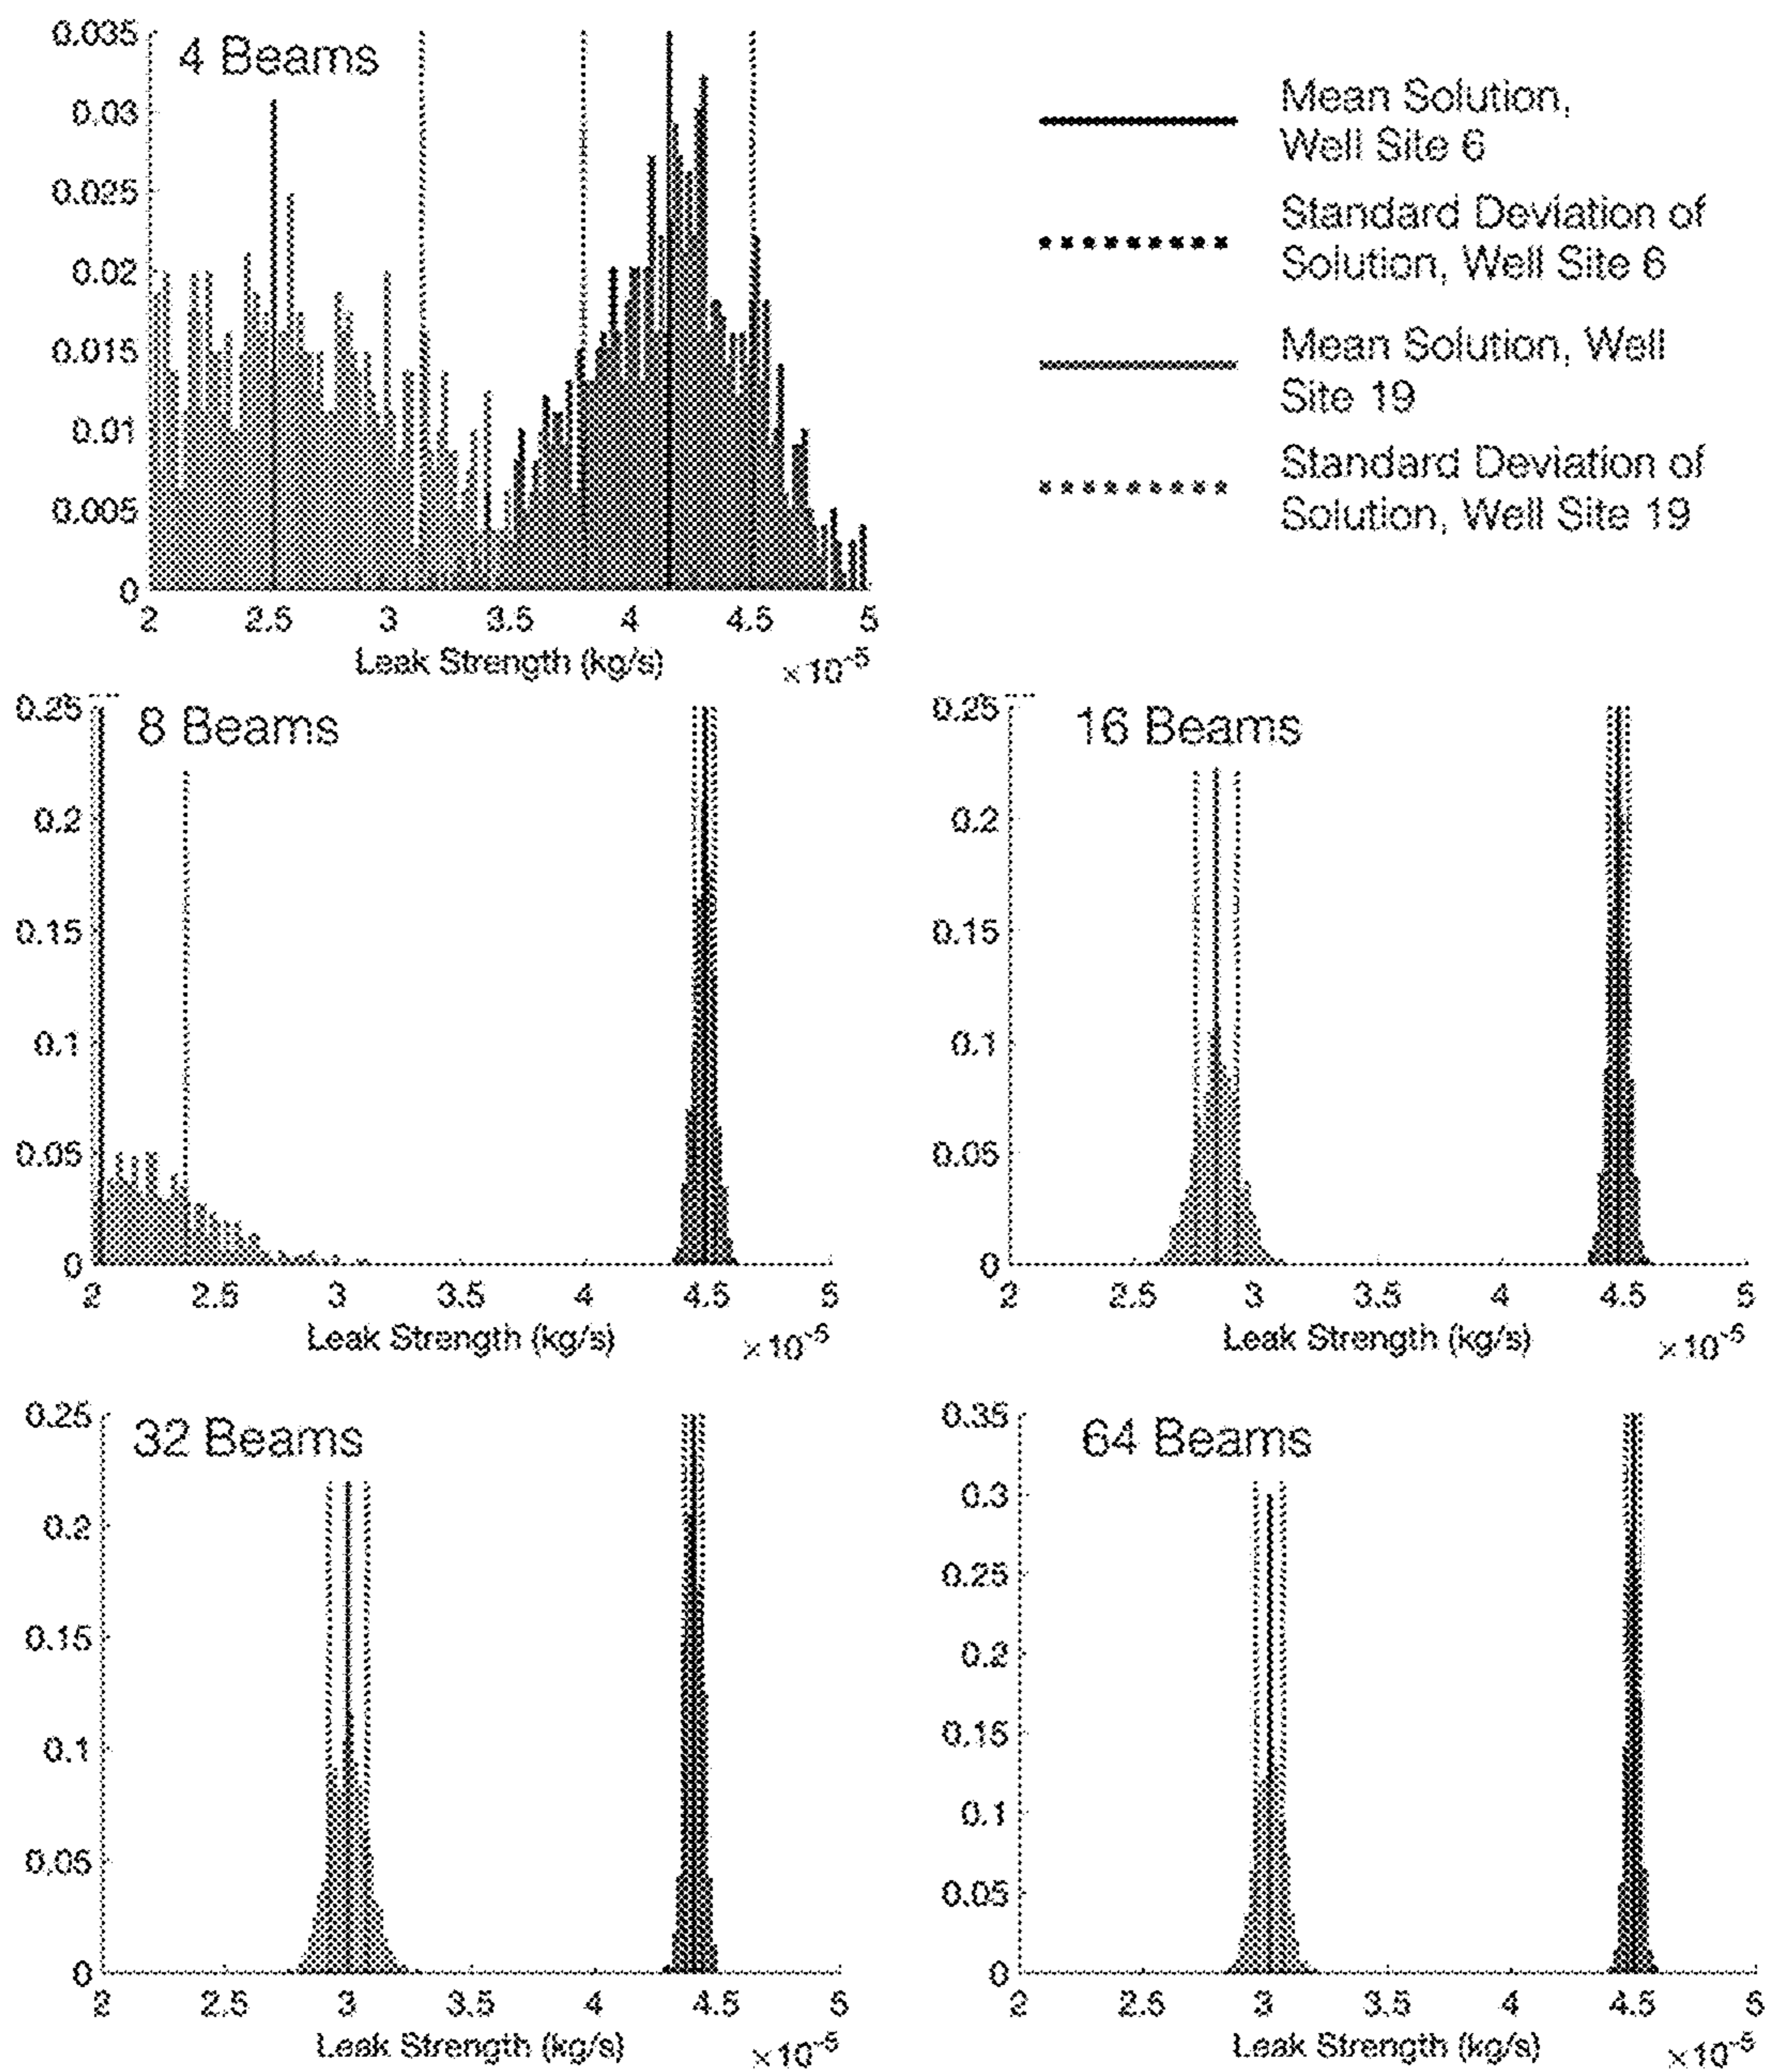 4 Beams
0.035
0.03
0.025
0.02
0.015
0.01
0.005
0
2 2.5 3 3.5 4 4.5 5
Leak Strength (kg/s)
×10⁻⁵
Mean Solution,
Well Site 6
Standard Deviation of
Solution, Well Site 6
Mean Solution, Well
Site 19
Standard Deviation of
Solution, Well Site 19
8 Beams
0.25
0.2
0.15
0.1
0.05
0
2 2.5 3 3.5 4 4.5 5
Leak Strength (kg/s)
×10⁻⁵
16 Beams
0.25
0.2
0.15
0.1
0.05
0
2 2.5 3 3.5 4 4.5 5
Leak Strength (kg/s)
×10⁻⁵
32 Beams
0.25
0.2
0.15
0.1
0.05
0
2 2.5 3 3.5 4 4.5 5
Leak Strength (kg/s)
×10⁻⁵
64 Beams
0.35
0.3
0.25
0.2
0.15
0.1
0.05
0
2 2.5 3 3.5 4 4.5 5
Leak Strength (kg/s)
×10⁻⁵